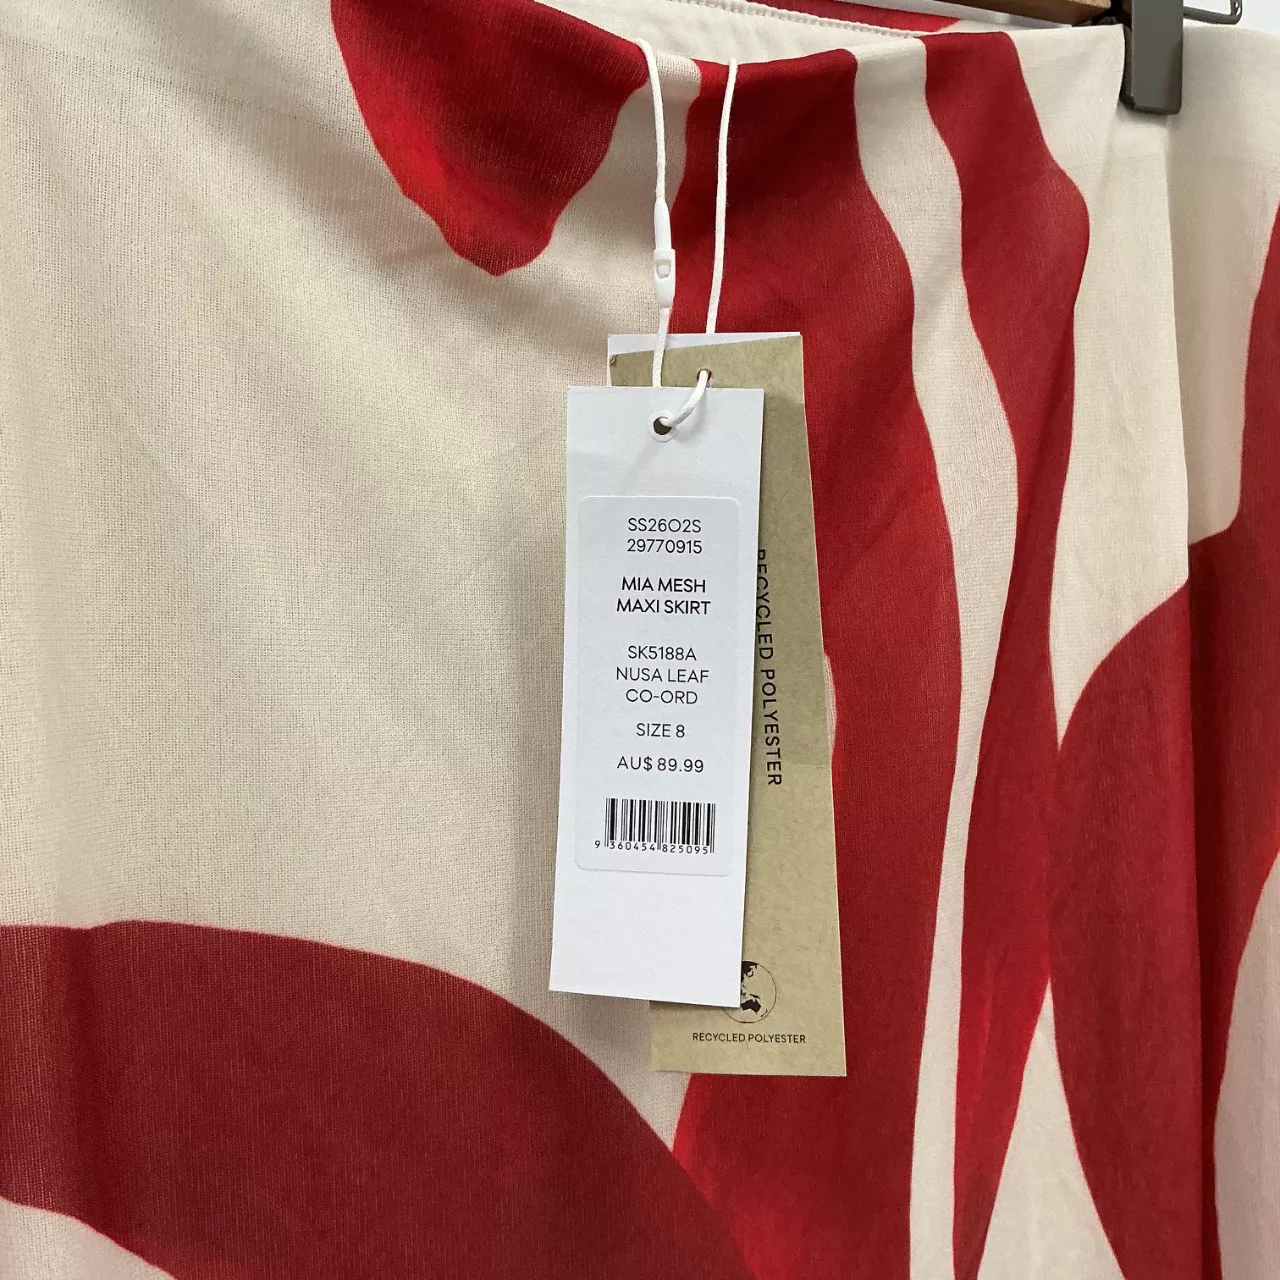 SS26O2S
29770915
MIA MESH
MAXI SKIRT
SK5188A
NUSA LEAF
CO-ORD
SIZE 8
AU$ 89.99
9 360454 825095
RECYCLED POLYESTER
RECYCLED POLYESTER